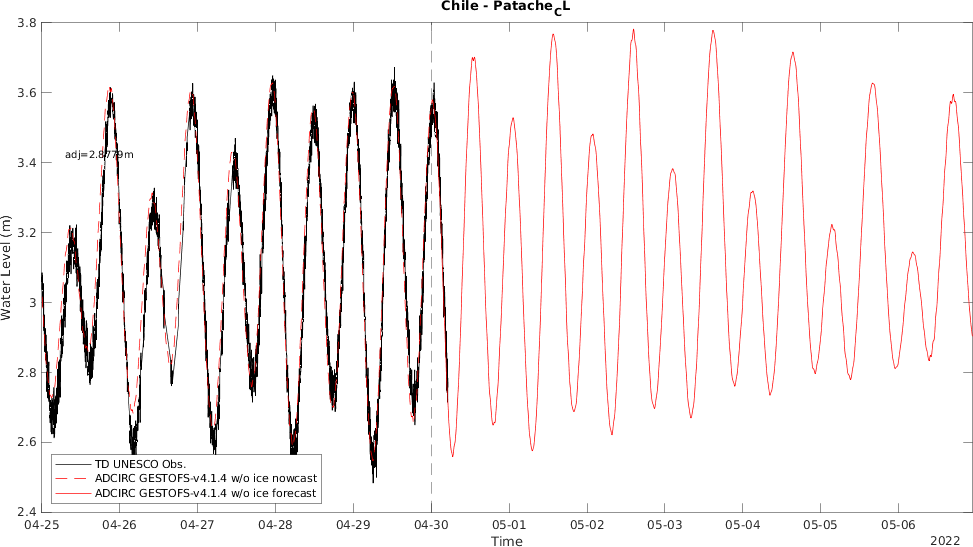 Chile - Patache_CL
3.8
3.6
3.4
3.2
3
2.8
2.6
2.4
Water Level (m)
adj=2.8779m
TD UNESCO Obs.
ADCIRC GESTOFS-v4.1.4 w/o ice nowcast
ADCIRC GESTOFS-v4.1.4 w/o ice forecast
04-25 04-26 04-27 04-28 04-29 04-30 05-01 05-02 05-03 05-04 05-05 05-06
Time
2022